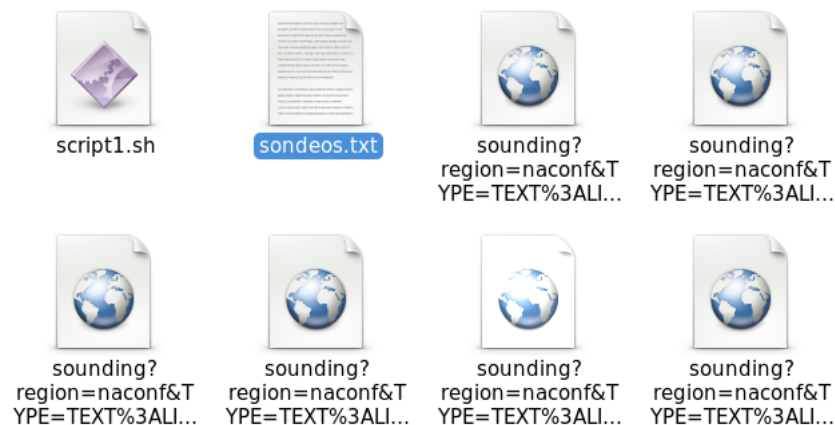 script1.sh
sondeos.txt
sounding?
region=naconf&T
YPE=TEXT%3ALI...
sounding?
region=naconf&T
YPE=TEXT%3ALI...
sounding?
region=naconf&T
YPE=TEXT%3ALI...
sounding?
region=naconf&T
YPE=TEXT%3ALI...
sounding?
region=naconf&T
YPE=TEXT%3ALI...
sounding?
region=naconf&T
YPE=TEXT%3ALI...